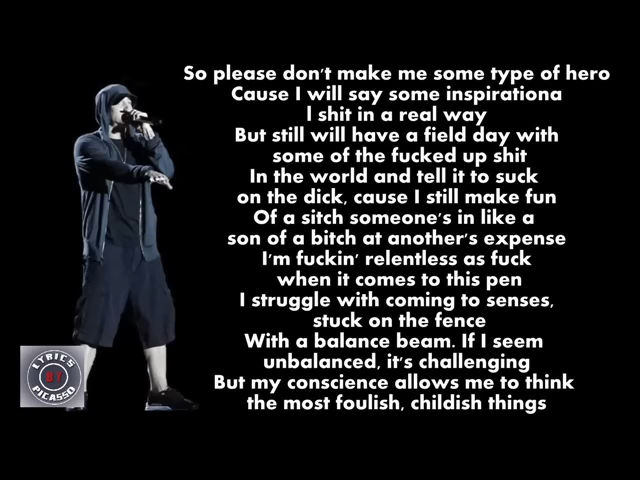 So please don't make me some type of hero
Cause I will say some inspirationa
I shit in a real way
But still will have a field day with
some of the fucked up shit
In the world and tell it to suck
on the dick, cause I still make fun
Of a sitch someone's in like a
son of a bitch at another's expense
I'm fuckin' relentless as fuck
when it comes to this pen
I struggle with coming to senses,
stuck on the fence
With a balance beam. If I seem
unbalanced, it's challenging
But my conscience allows me to think
the most foulish, childish things
LYRICS
BY
PICASSO